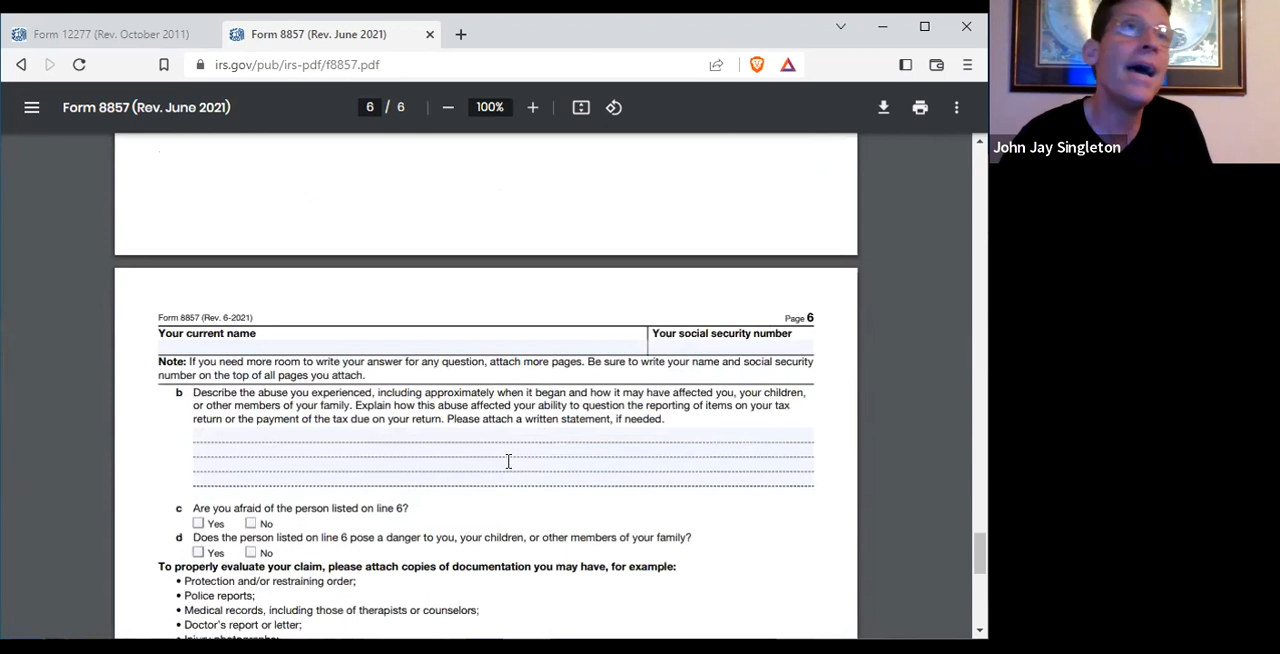 Form 12277 (Rev. October 2011)
Form 8857 (Rev. June 2021)
irs.gov/pub/irs-pdf/f8857.pdf
Form 8857 (Rev. June 2021)
6 / 6
100%
John Jay Singleton
Form 8857 (Rev. 6-2021)
Page 6
Your current name
Your social security number
Note: If you need more room to write your answer for any question, attach more pages. Be sure to write your name and social security
number on the top of all pages you attach.
b Describe the abuse you experienced, including approximately when it began and how it may have affected you, your children,
or other members of your family. Explain how this abuse affected your ability to question the reporting of items on your tax
return or the payment of the tax due on your return. Please attach a written statement, if needed.
c Are you afraid of the person listed on line 6?
Yes No
d Does the person listed on line 6 pose a danger to you, your children, or other members of your family?
Yes No
To properly evaluate your claim, please attach copies of documentation you may have, for example:
• Protection and/or restraining order;
• Police reports;
• Medical records, including those of therapists or counselors;
• Doctor's report or letter;
• Injury photographs;